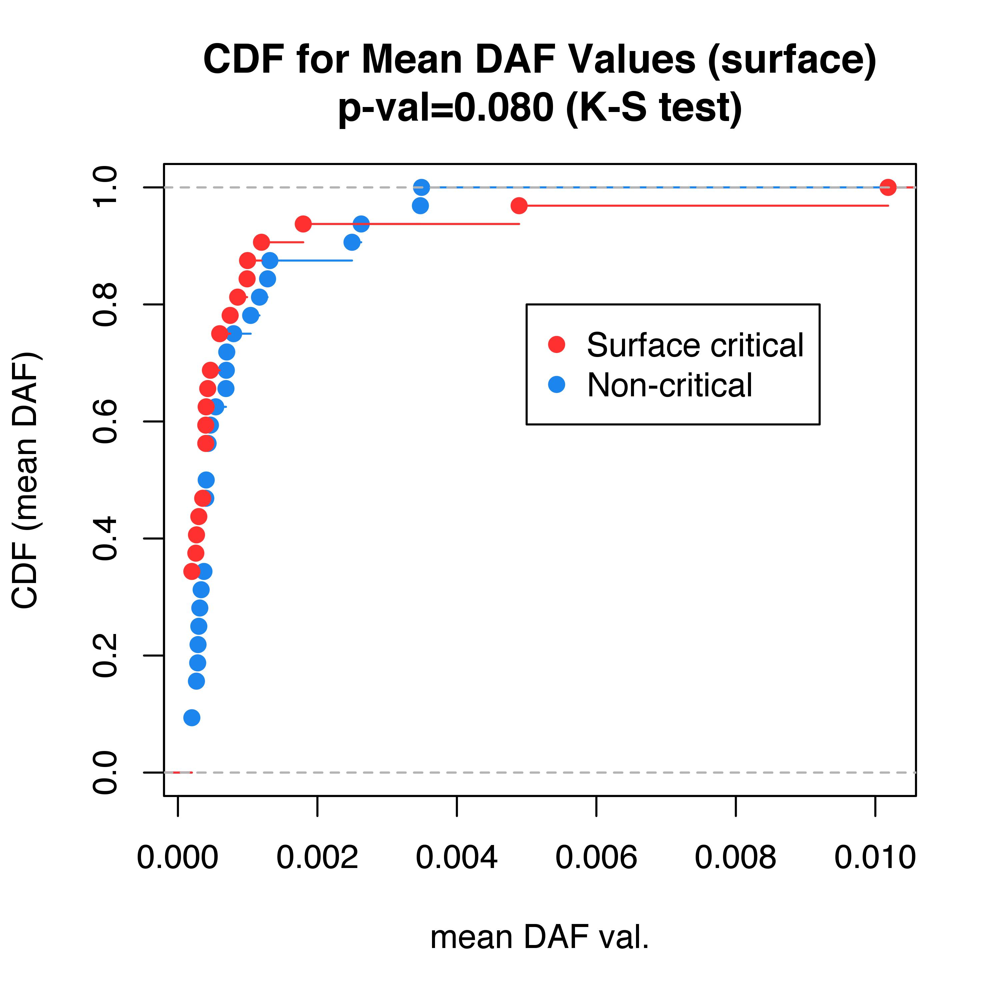 CDF for Mean DAF Values (surface)
p-val=0.080 (K-S test)
CDF (mean DAF)
1.0
0.8
0.6
0.4
0.2
0.0
Surface critical
Non-critical
0.000 0.002 0.004 0.006 0.008 0.010
mean DAF val.